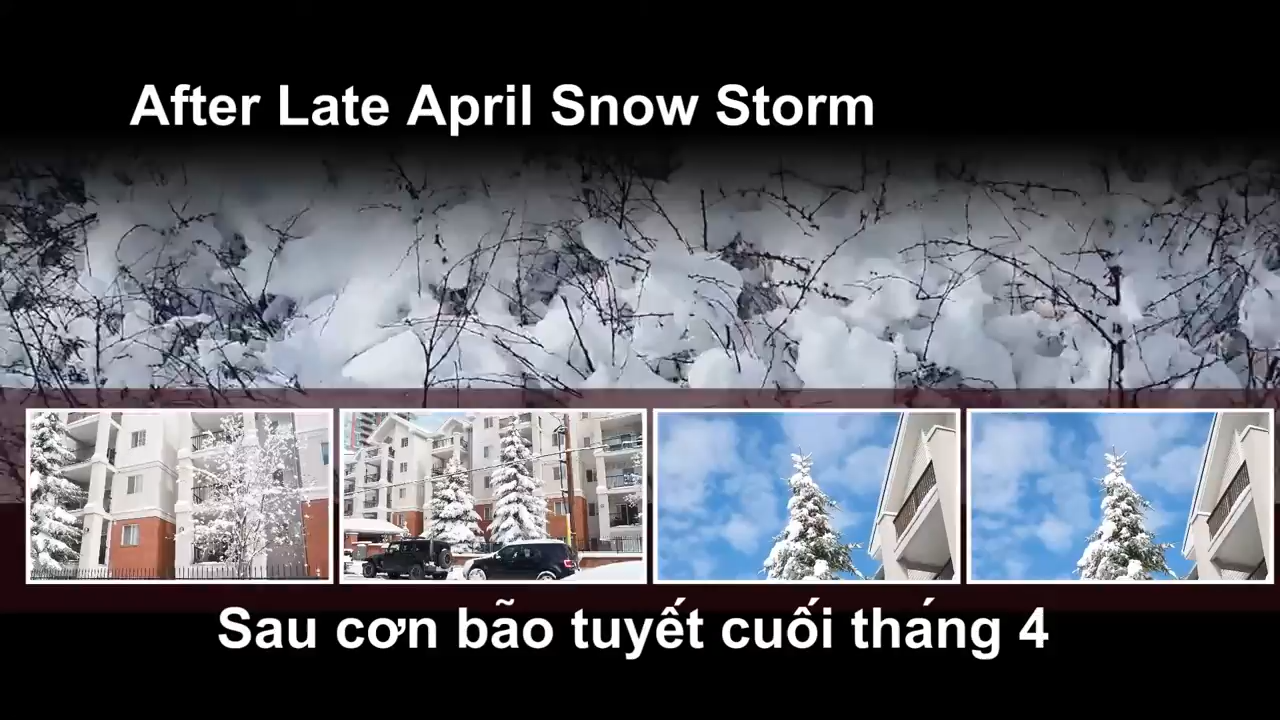 After Late April Snow Storm
Sau cơn bão tuyết cuối tháng 4